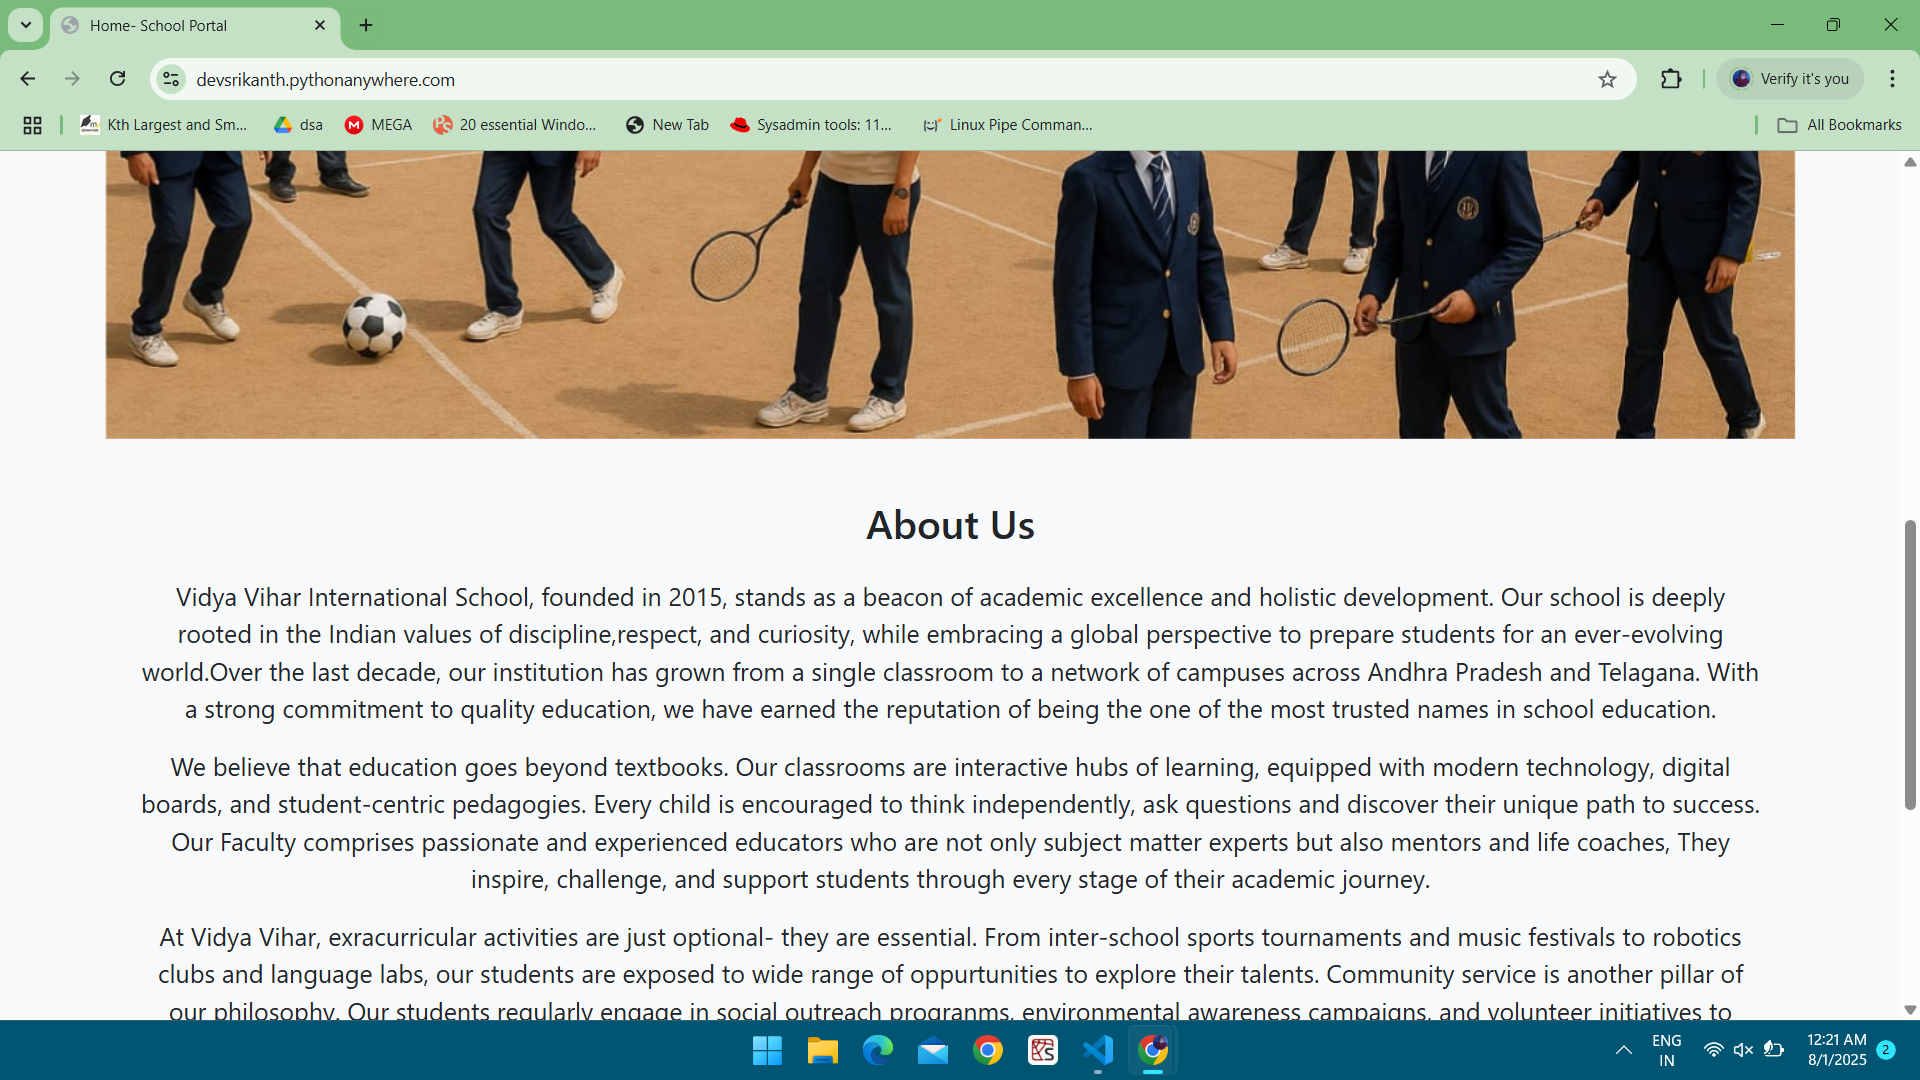 Home- School Portal
devsrikanth.pythonanywhere.com
Verify it's you
Kth Largest and Sm...
dsa
MEGA
20 essential Windo...
New Tab
Sysadmin tools: 11...
Linux Pipe Comman...
All Bookmarks
About Us
Vidya Vihar International School, founded in 2015, stands as a beacon of academic excellence and holistic development. Our school is deeply
rooted in the Indian values of discipline,respect, and curiosity, while embracing a global perspective to prepare students for an ever-evolving
world.Over the last decade, our institution has grown from a single classroom to a network of campuses across Andhra Pradesh and Telagana. With
a strong commitment to quality education, we have earned the reputation of being the one of the most trusted names in school education.
We believe that education goes beyond textbooks. Our classrooms are interactive hubs of learning, equipped with modern technology, digital
boards, and student-centric pedagogies. Every child is encouraged to think independently, ask questions and discover their unique path to success.
Our Faculty comprises passionate and experienced educators who are not only subject matter experts but also mentors and life coaches, They
inspire, challenge, and support students through every stage of their academic journey.
At Vidya Vihar, exracurricular activities are just optional- they are essential. From inter-school sports tournaments and music festivals to robotics
clubs and language labs, our students are exposed to wide range of oppurtunities to explore their talents. Community service is another pillar of
our philosophy. Our students regularly engage in social outreach progranms, environmental awareness campaigns, and volunteer initiatives to
ENG
IN
12:21 AM
8/1/2025
2